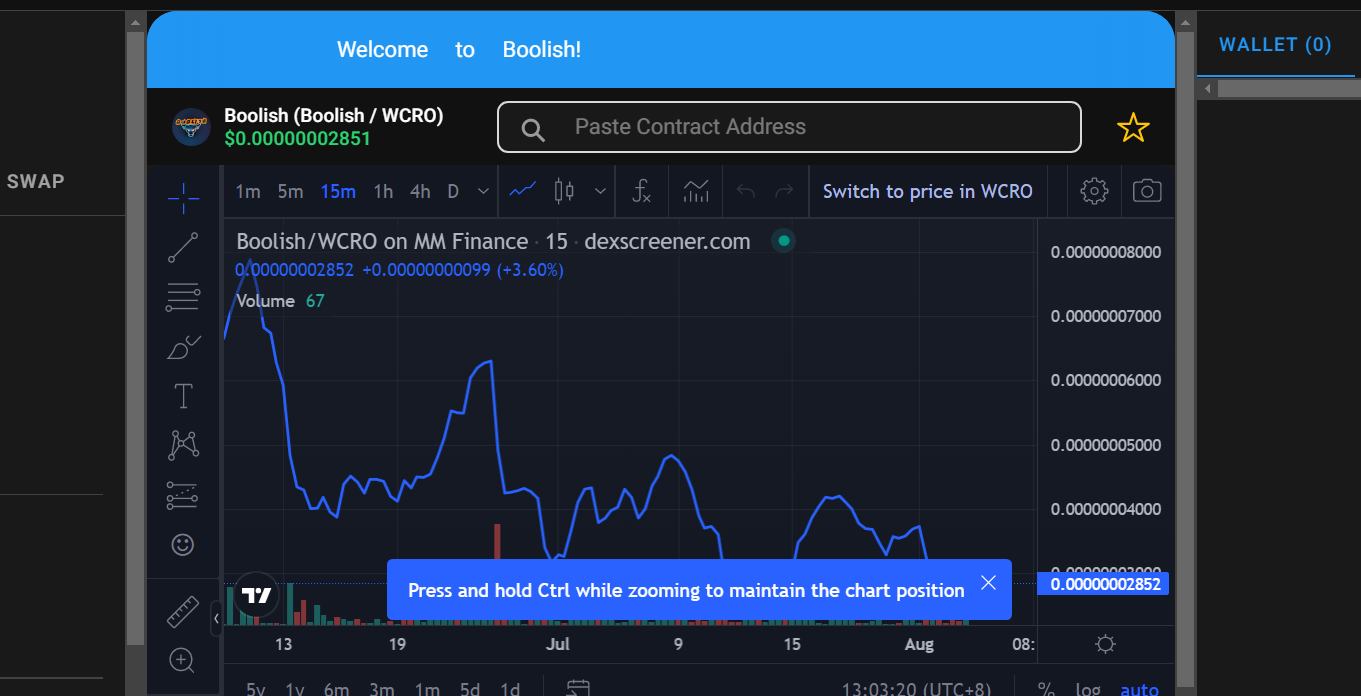 Welcome to Boolish!
WALLET (0)
SWAP
Boolish (Boolish / WCRO)
$0.00000002851
Paste Contract Address
1m 5m 15m 1h 4h D
Switch to price in WCRO
Boolish/WCRO on MM Finance · 15 · dexscreener.com
0.00000002852 +0.00000000099 (+3.60%)
Volume 67
0.00000008000
0.00000007000
0.00000006000
0.00000005000
0.00000004000
0.00000003000
0.00000002852
Press and hold Ctrl while zooming to maintain the chart position
13 19 Jul 9 15 Aug 08:
5y 1y 6m 3m 1m 5d 1d 13:03:20 (UTC+8) % log auto